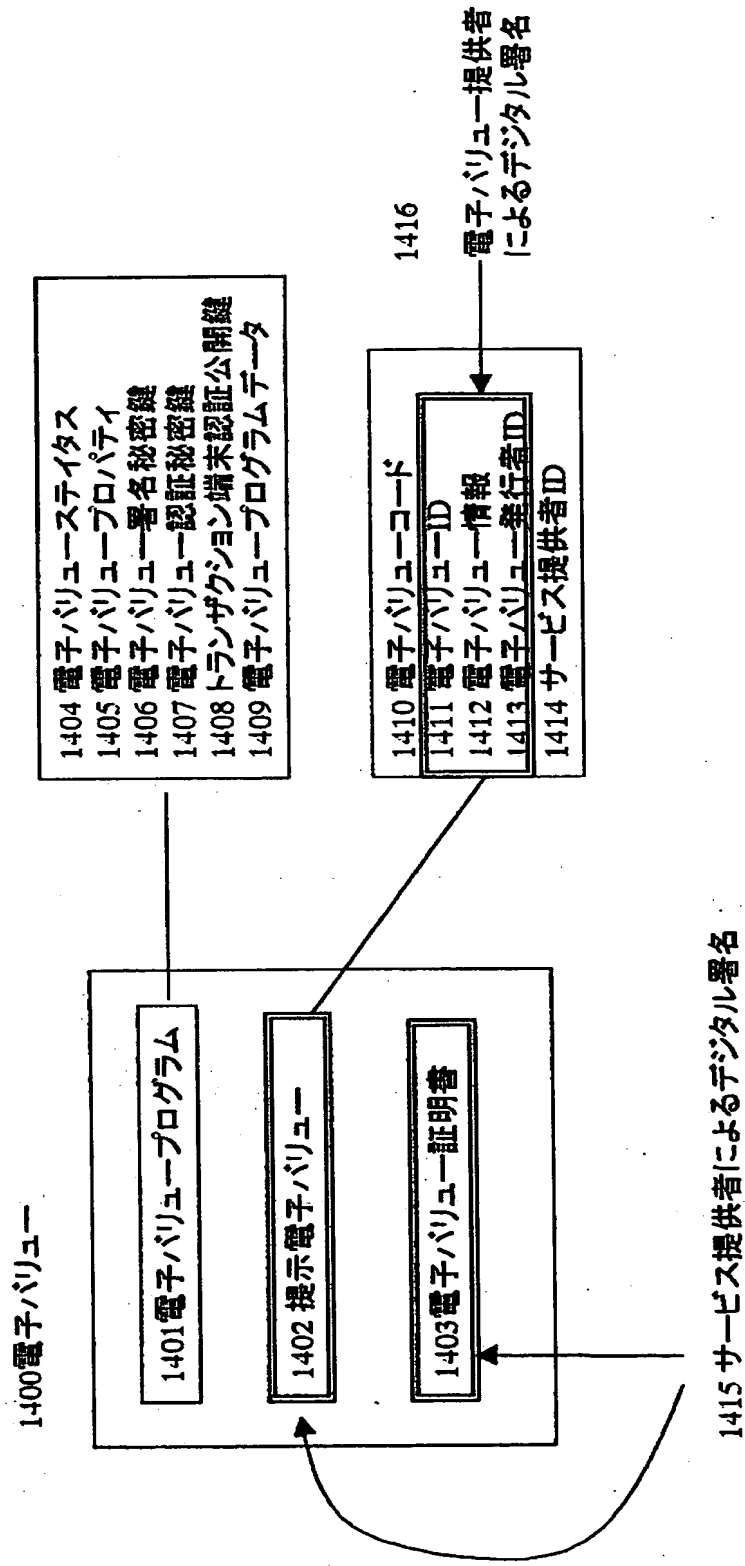 1400電子バリュー
1401電子バリュープログラム
1402 提示電子バリュー
1403電子バリュー証明書
1404 電子バリューステイタス
1405 電子バリュープロパティ
1406 電子バリュー署名秘密鍵
1407 電子バリュー認証秘密鍵
1408 トランザクション端末認証公開鍵
1409 電子バリュープログラムデータ
1410 電子バリューコード
1411 電子バリューID
1412 電子バリュー情報
1413 電子バリュー発行者ID
1414 サービス提供者ID
1416
電子バリュー提供者
によるデジタル署名
1415 サービス提供者によるデジタル署名